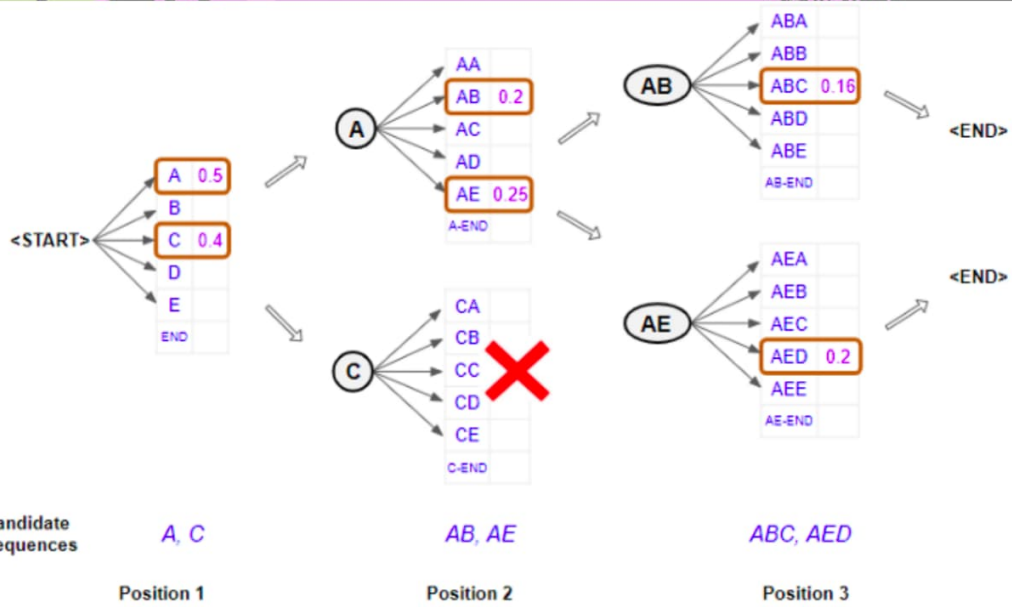 <START>
A 0.5
B
C 0.4
D
E
END
A
AA
AB 0.2
AC
AD
AE 0.25
A-END
C
CA
CB
CC
CD
CE
C-END
AB
ABA
ABB
ABC 0.16
ABD
ABE
AB-END
<END>
AE
AEA
AEB
AEC
AED 0.2
AEE
AE-END
<END>
andidate
equences
A, C
AB, AE
ABC, AED
Position 1
Position 2
Position 3